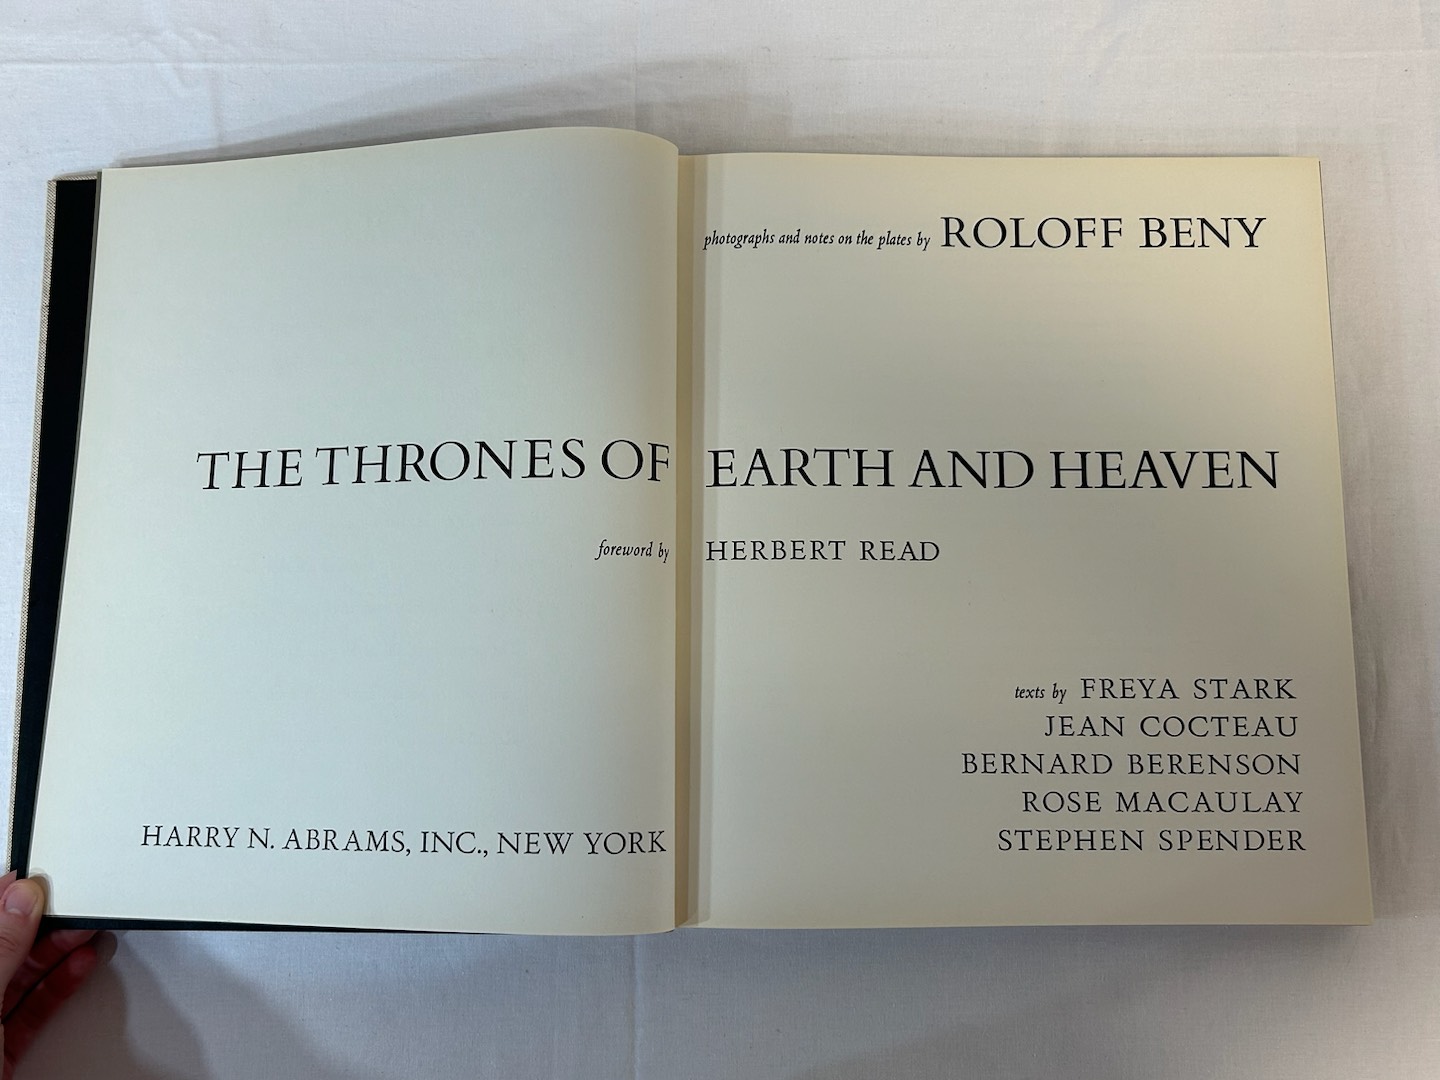 photographs and notes on the plates by ROLOFF BENY
THE THRONES OF EARTH AND HEAVEN
foreword by HERBERT READ
texts by FREYA STARK
JEAN COCTEAU
BERNARD BERENSON
ROSE MACAULAY
STEPHEN SPENDER
HARRY N. ABRAMS, INC., NEW YORK